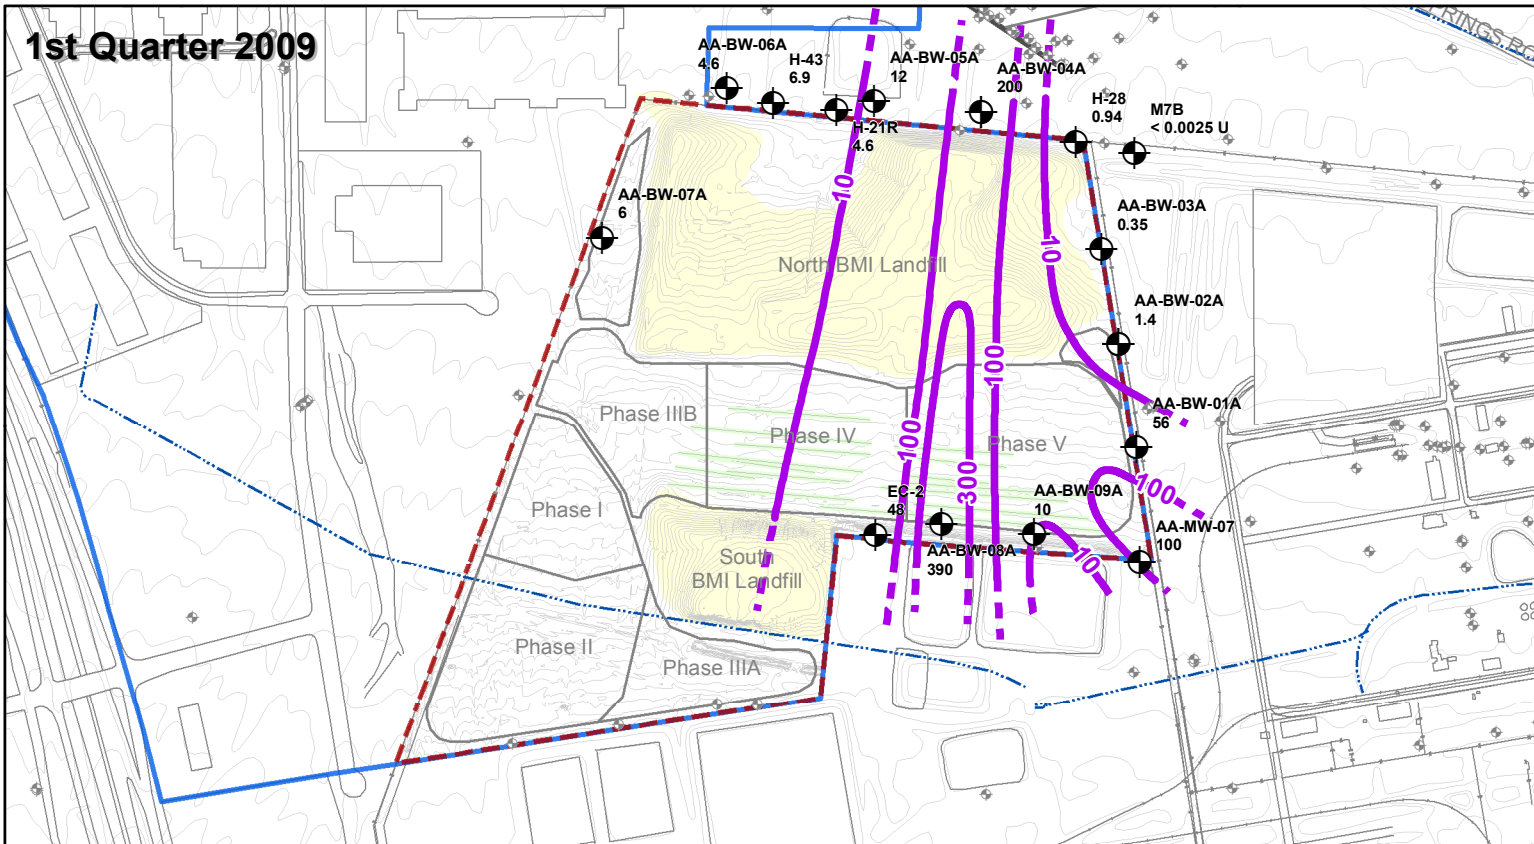 1st Quarter 2009
AA-BW-06A
4.6
H-43
6.9
AA-BW-05A
12
AA-BW-04A
200
H-28
0.94
M7B
< 0.0025 U
H-21R
4.6
AA-BW-07A
6
10
AA-BW-03A
0.35
10
North BMI Landfill
AA-BW-02A
1.4
100
AA-BW-01A
56
Phase IIIB
Phase IV
100
Phase V
300
100
EC-2
48
AA-BW-09A
10
Phase I
AA-BW-08A
390
AA-MW-07
100
10
South
BMI Landfill
Phase II
Phase IIIA